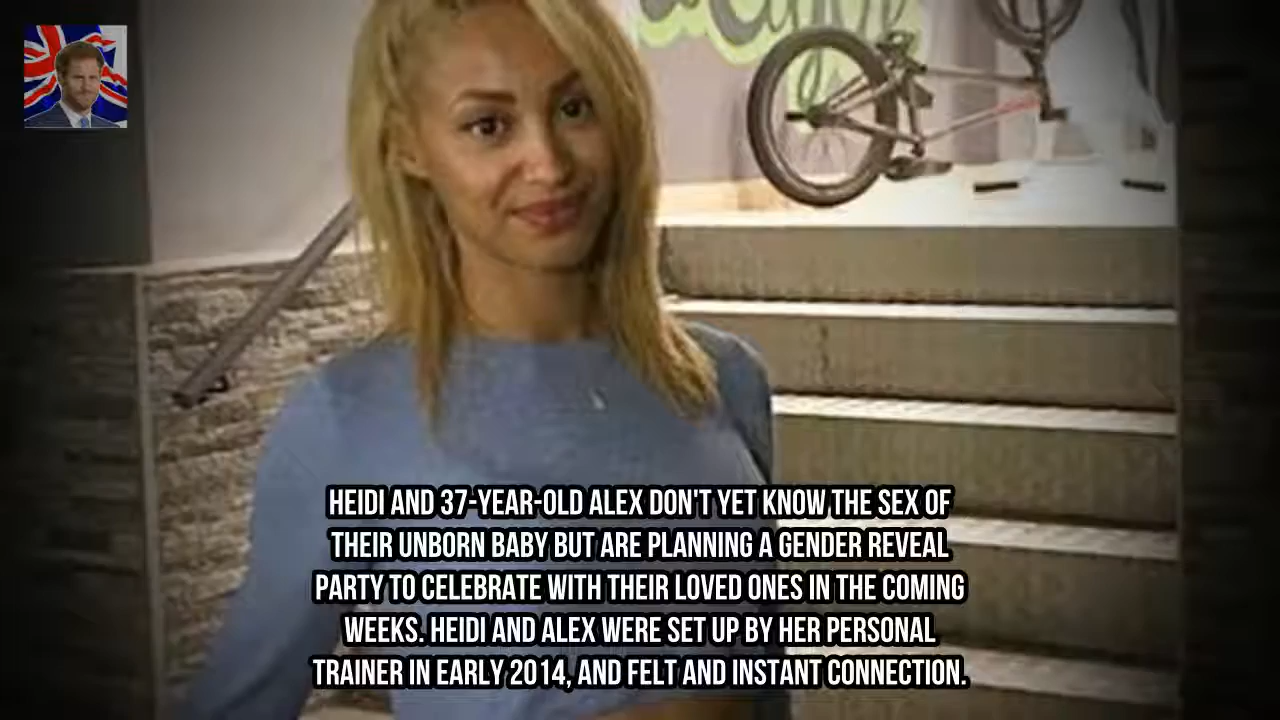 HEIDI AND 37-YEAR-OLD ALEX DON'T YET KNOW THE SEX OF
THEIR UNBORN BABY BUT ARE PLANNING A GENDER REVEAL
PARTY TO CELEBRATE WITH THEIR LOVED ONES IN THE COMING
WEEKS. HEIDI AND ALEX WERE SET UP BY HER PERSONAL
TRAINER IN EARLY 2014, AND FELT AND INSTANT CONNECTION.